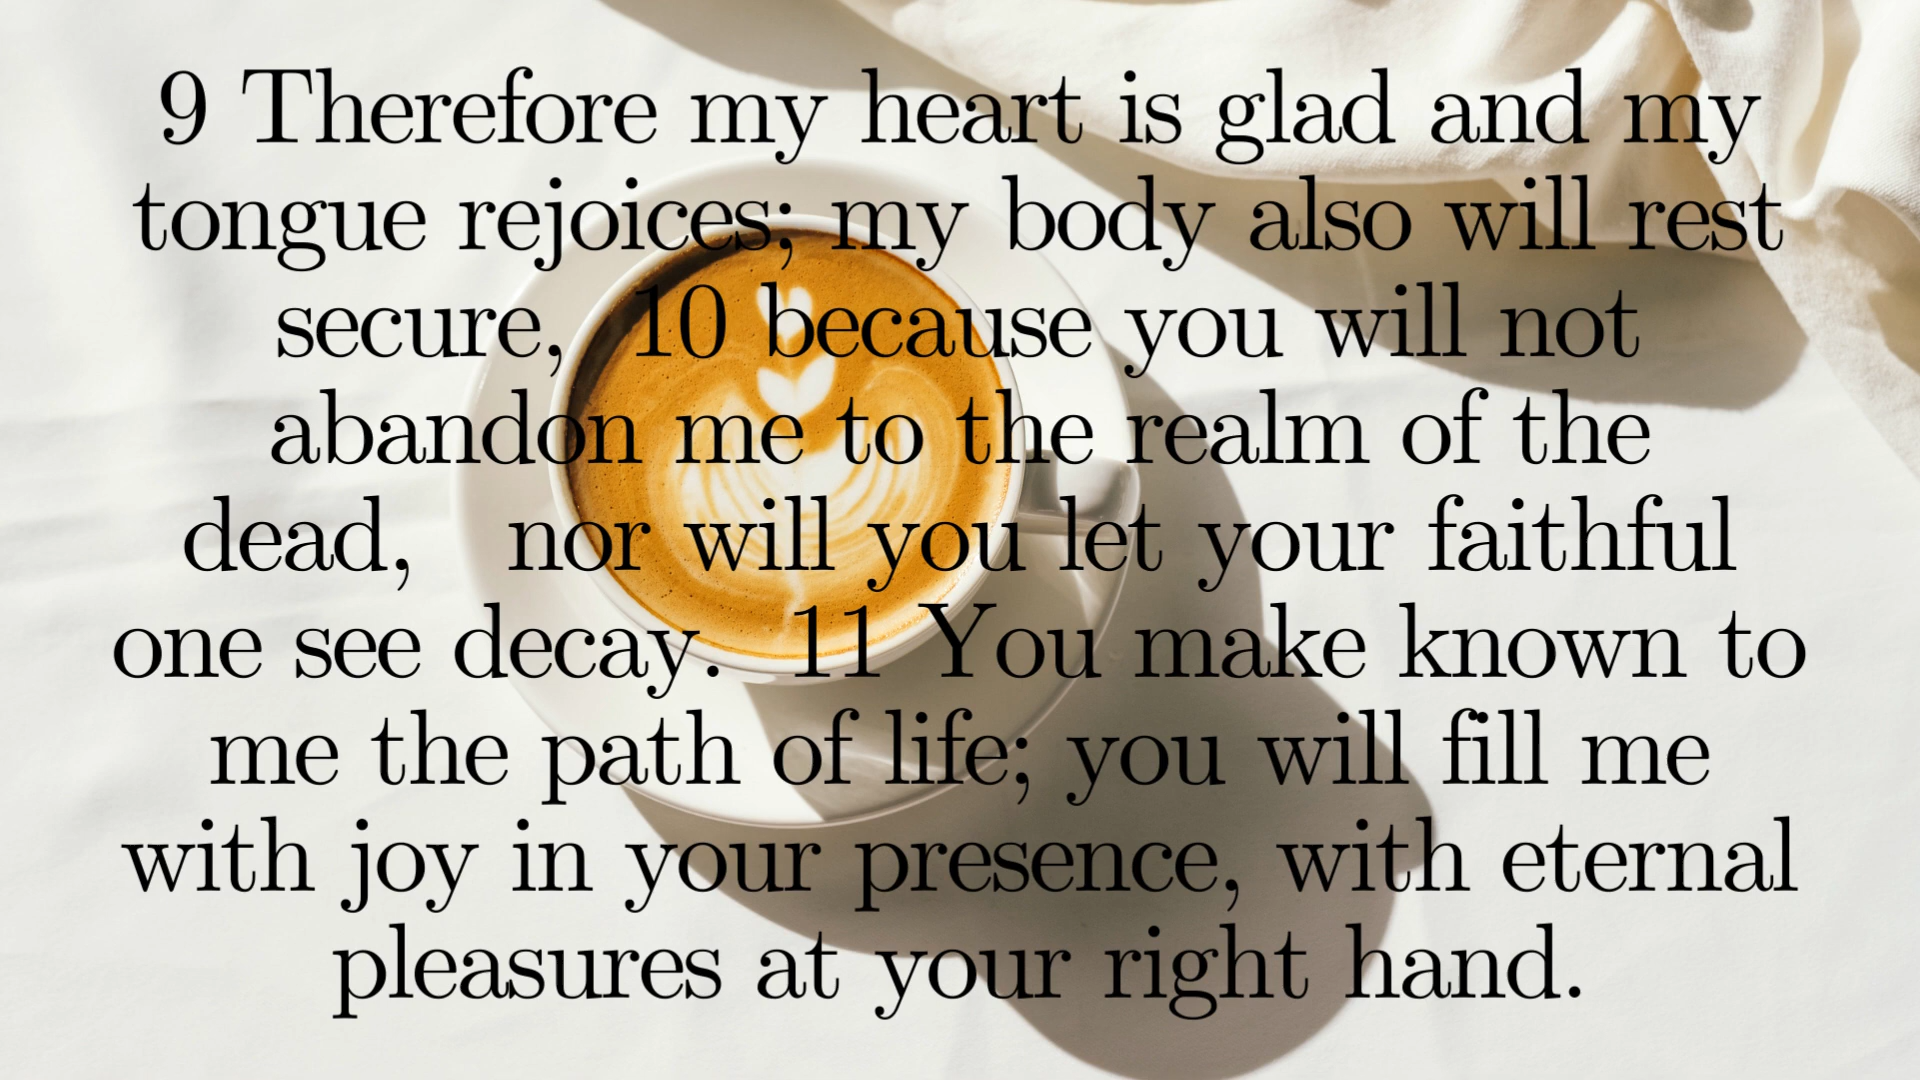 9 Therefore my heart is glad and my
tongue rejoices; my body also will rest
secure, 10 because you will not
abandon me to the realm of the
dead, nor will you let your faithful
one see decay. 11 You make known to
me the path of life; you will fill me
with joy in your presence, with eternal
pleasures at your right hand.